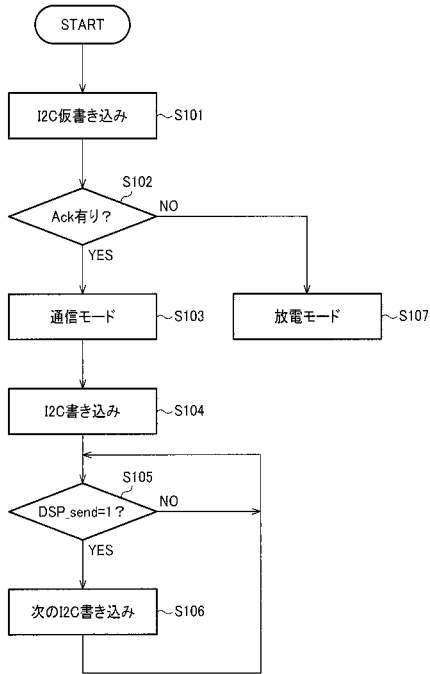 START
I2C仮書き込み
S101
S102
Ack有り？
NO
YES
通信モード
S103
放電モード
S107
I2C書き込み
S104
S105
DSP_send=1？
NO
YES
次のI2C書き込み
S106